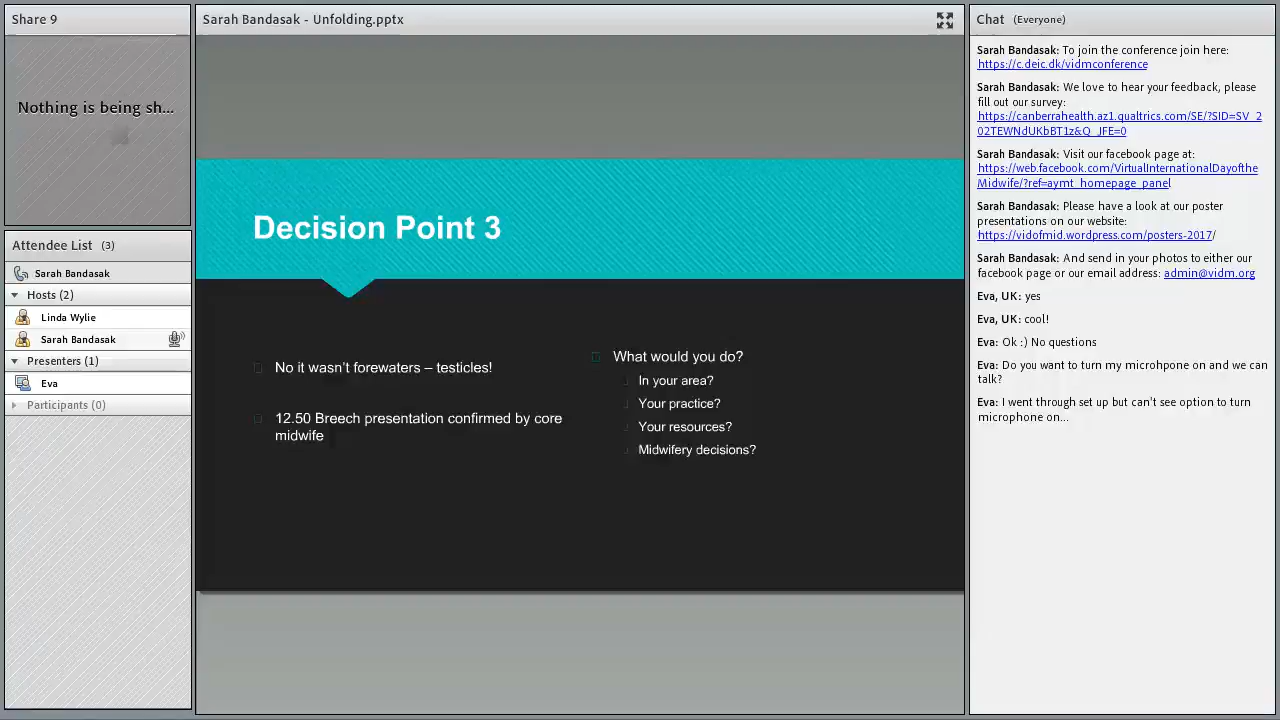 Share 9
Nothing is being sh...
Attendee List (3)
Sarah Bandasak
Hosts (2)
Linda Wylie
Sarah Bandasak
Presenters (1)
Eva
Participants (0)
Sarah Bandasak - Unfolding.pptx
Decision Point 3
No it wasn't forewaters – testicles!
12.50 Breech presentation confirmed by core
midwife
What would you do?
In your area?
Your practice?
Your resources?
Midwifery decisions?
Chat (Everyone)
Sarah Bandasak: To join the conference join here:
https://c.deic.dk/vidmconference
Sarah Bandasak: We love to hear your feedback, please
fill out our survey:
https://canberrahealth.az1.qualtrics.com/SE/?SID=SV_2
02TEWNdUKbBT1z&Q_JFE=0
Sarah Bandasak: Visit our facebook page at:
https://web.facebook.com/VirtualInternationalDayofthe
Midwife/?ref=aymt_homepage_panel
Sarah Bandasak: Please have a look at our poster
presentations on our website:
https://vidofmid.wordpress.com/posters-2017/
Sarah Bandasak: And send in your photos to either our
facebook page or our email address: admin@vidm.org
Eva, UK: yes
Eva, UK: cool!
Eva: Ok :) No questions
Eva: Do you want to turn my microhpone on and we can
talk?
Eva: I went through set up but can't see option to turn
microphone on...